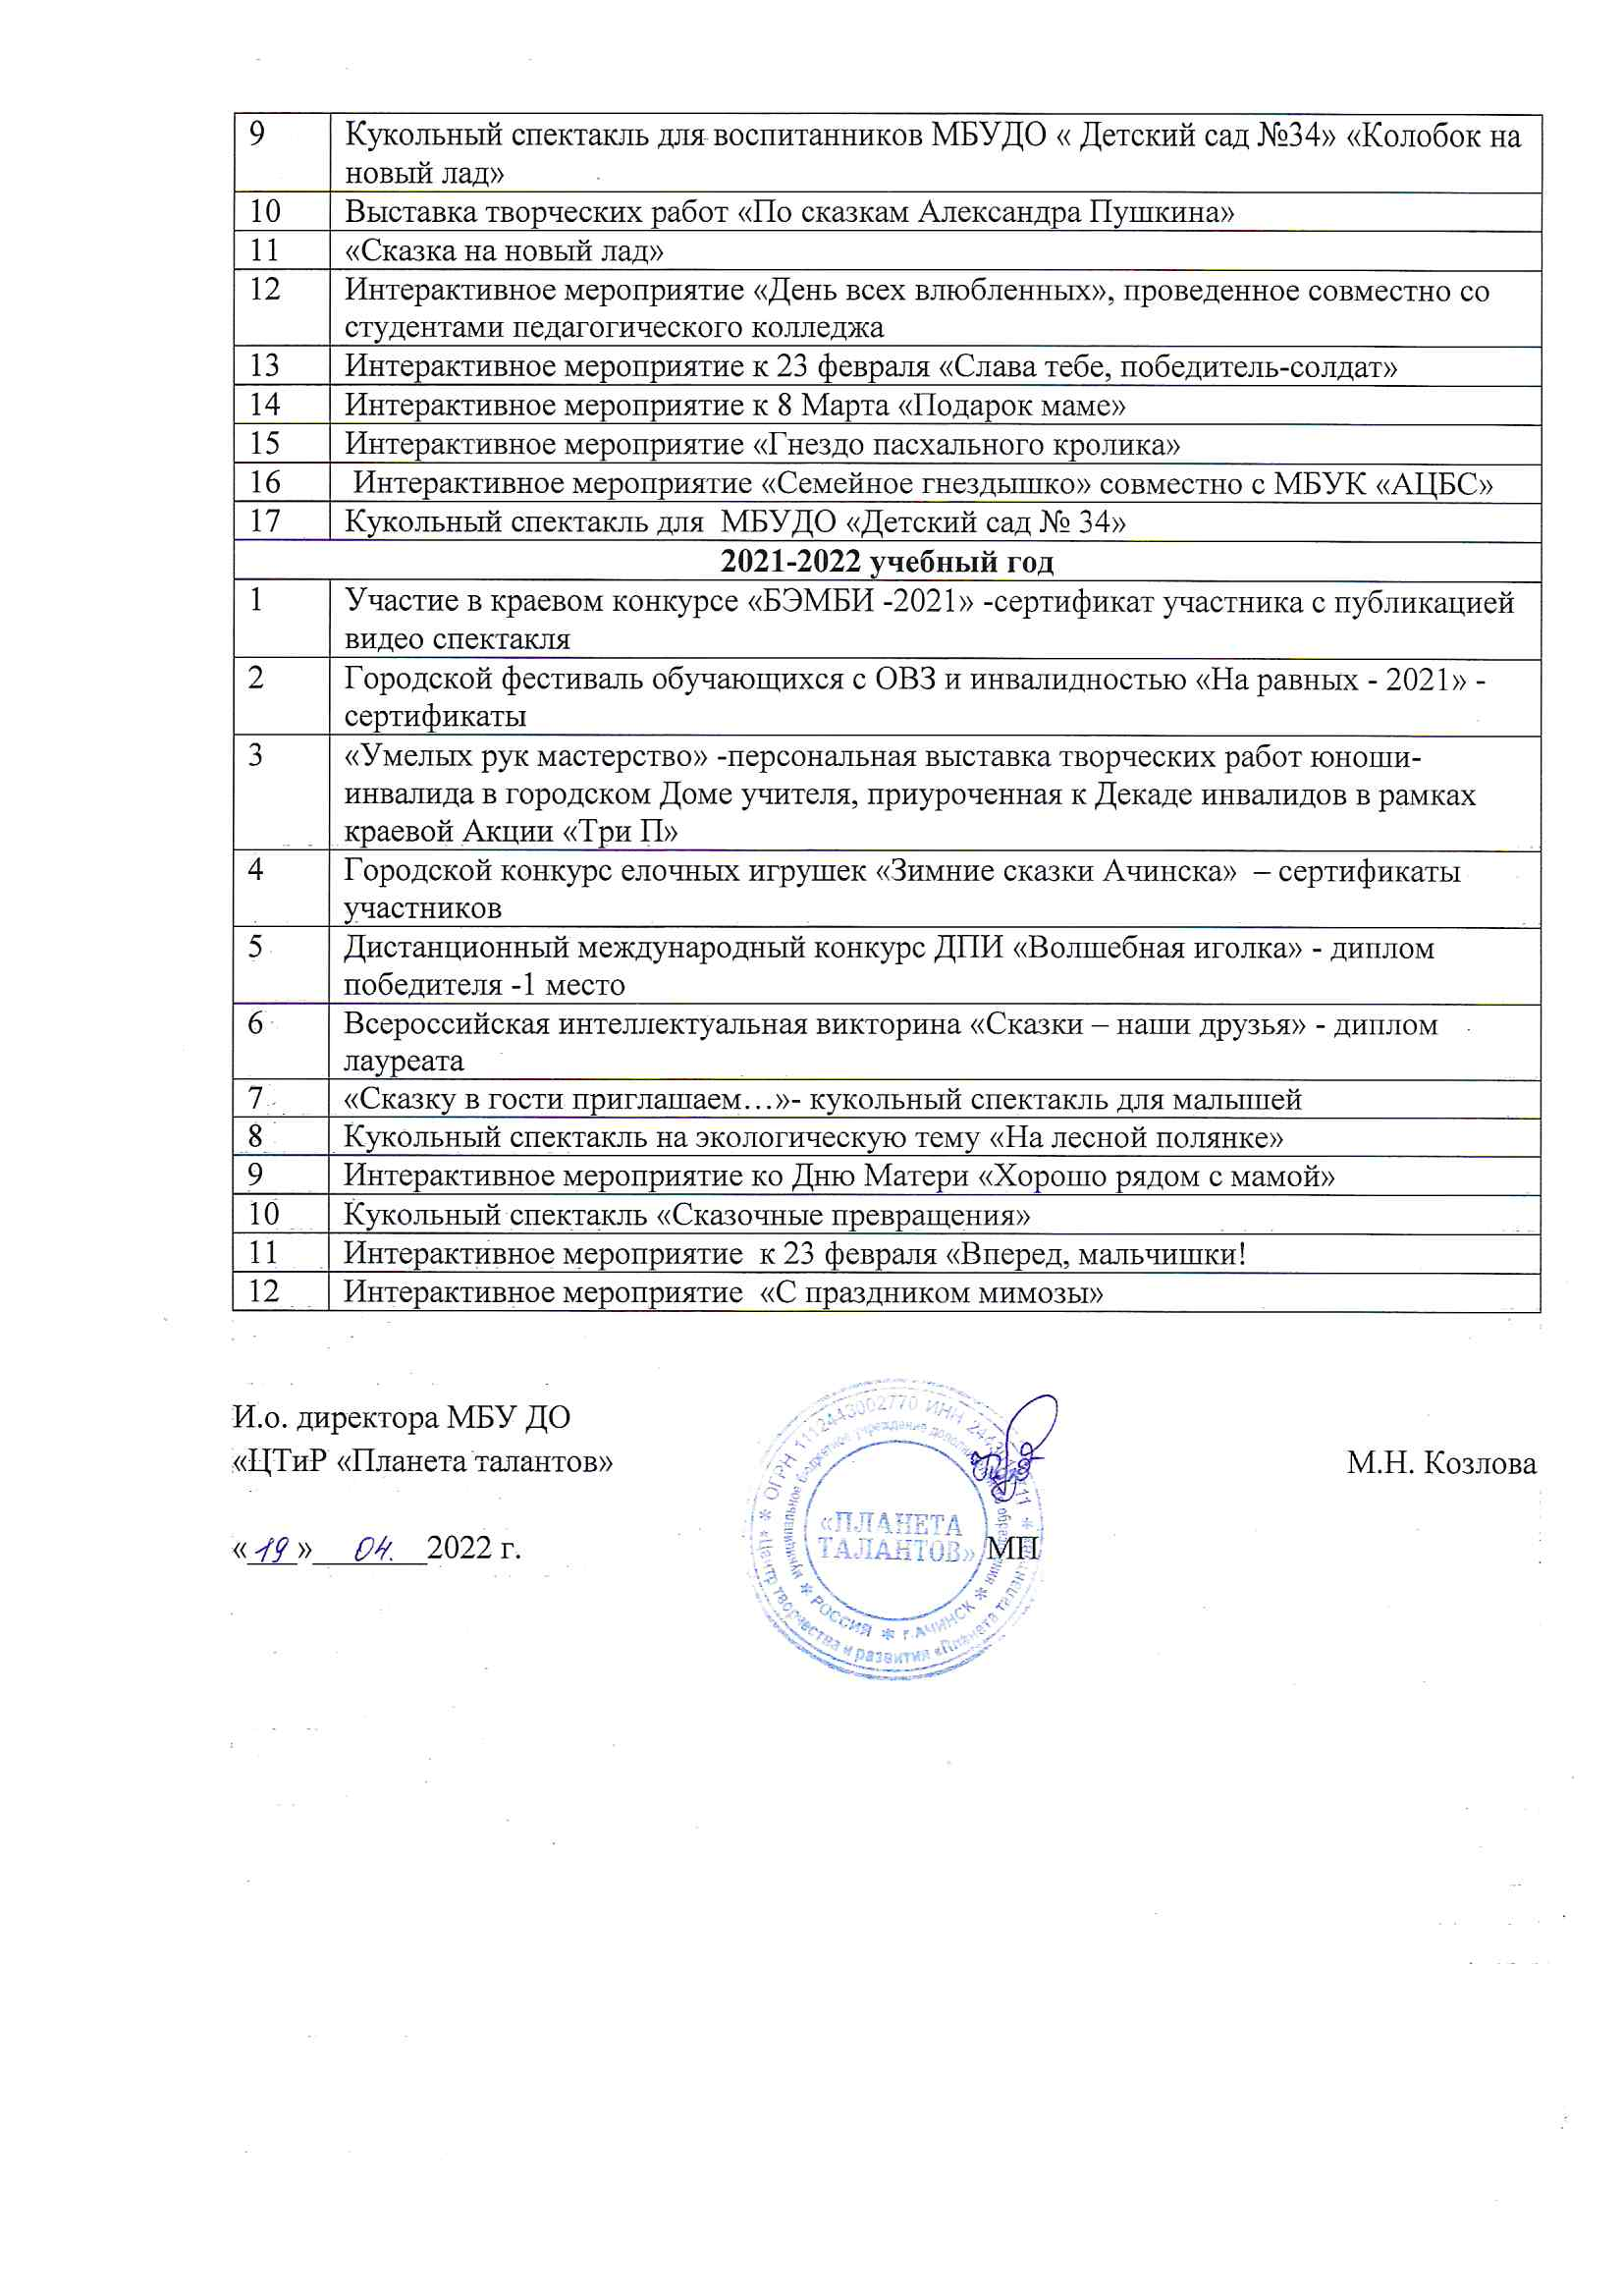 9 Кукольный спектакль для воспитанников МБУДО « Детский сад №34» «Колобок на
новый лад»
10 Выставка творческих работ «По сказкам Александра Пушкина»
11 «Сказка на новый лад»
12 Интерактивное мероприятие «День всех влюбленных», проведенное совместно со
студентами педагогического колледжа
13 Интерактивное мероприятие к 23 февраля «Слава тебе, победитель-солдат»
14 Интерактивное мероприятие к 8 Марта «Подарок маме»
15 Интерактивное мероприятие «Гнездо пасхального кролика»
16 Интерактивное мероприятие «Семейное гнездышко» совместно с МБУК «АЦБС»
17 Кукольный спектакль для МБУДО «Детский сад № 34»
2021-2022 учебный год
1 Участие в краевом конкурсе «БЭМБИ -2021» -сертификат участника с публикацией
видео спектакля
2 Городской фестиваль обучающихся с ОВЗ и инвалидностью «На равных - 2021» -
сертификаты
3 «Умелых рук мастерство» -персональная выставка творческих работ юноши-
инвалида в городском Доме учителя, приуроченная к Декаде инвалидов в рамках
краевой Акции «Три П»
4 Городской конкурс елочных игрушек «Зимние сказки Ачинска» – сертификаты
участников
5 Дистанционный международный конкурс ДПИ «Волшебная иголка» - диплом
победителя -1 место
6 Всероссийская интеллектуальная викторина «Сказки – наши друзья» - диплом
лауреата
7 «Сказку в гости приглашаем…»- кукольный спектакль для малышей
8 Кукольный спектакль на экологическую тему «На лесной полянке»
9 Интерактивное мероприятие ко Дню Матери «Хорошо рядом с мамой»
10 Кукольный спектакль «Сказочные превращения»
11 Интерактивное мероприятие к 23 февраля «Вперед, мальчишки!
12 Интерактивное мероприятие «С праздником мимозы»
И.о. директора МБУ ДО
«ЦТиР «Планета талантов» М.Н. Козлова
«19» 04. 2022 г. МП
ОГРН 1112443002770 ИНН
муниципальное бюджетное учреждение
«Центр творчества и развития «Планета
«ПЛАНЕТА
ТАЛАНТОВ»
* РОССИЯ * г.АЧИНСК *